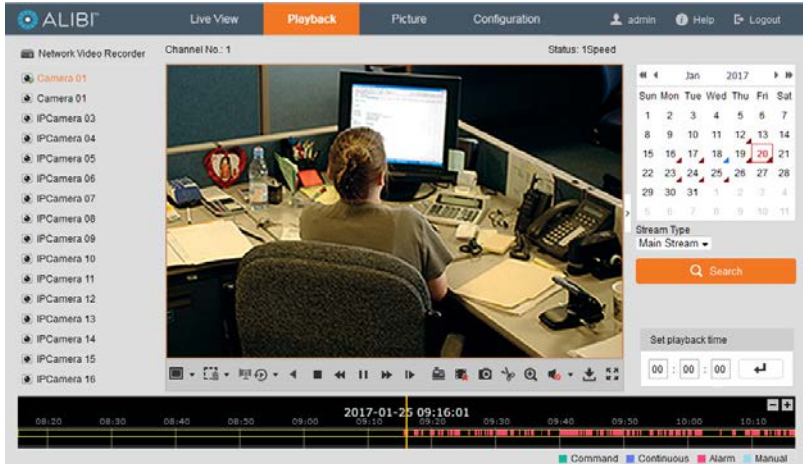 ALIBI™
Live View
Playback
Picture
Configuration
admin
Help
Logout
Network Video Recorder
Channel No.: 1
Status: 1Speed
Camera 01
Camera 01
IPCamera 03
IPCamera 04
IPCamera 05
IPCamera 06
IPCamera 07
IPCamera 08
IPCamera 09
IPCamera 10
IPCamera 11
IPCamera 12
IPCamera 13
IPCamera 14
IPCamera 15
IPCamera 16
Jan 2017
Sun Mon Tue Wed Thu Fri Sat
1 2 3 4 5 6 7
8 9 10 11 12 13 14
15 16 17 18 19 20 21
22 23 24 25 26 27 28
29 30 31 1 2 3 4
5 6 7 8 9 10 11
Stream Type
Main Stream
Search
Set playback time
00 : 00 : 00
2017-01-25 09:16:01
08:20 08:30 08:40 08:50 09:00 09:10 09:20 09:30 09:40 09:50 10:00 10:10
Command Continuous Alarm Manual